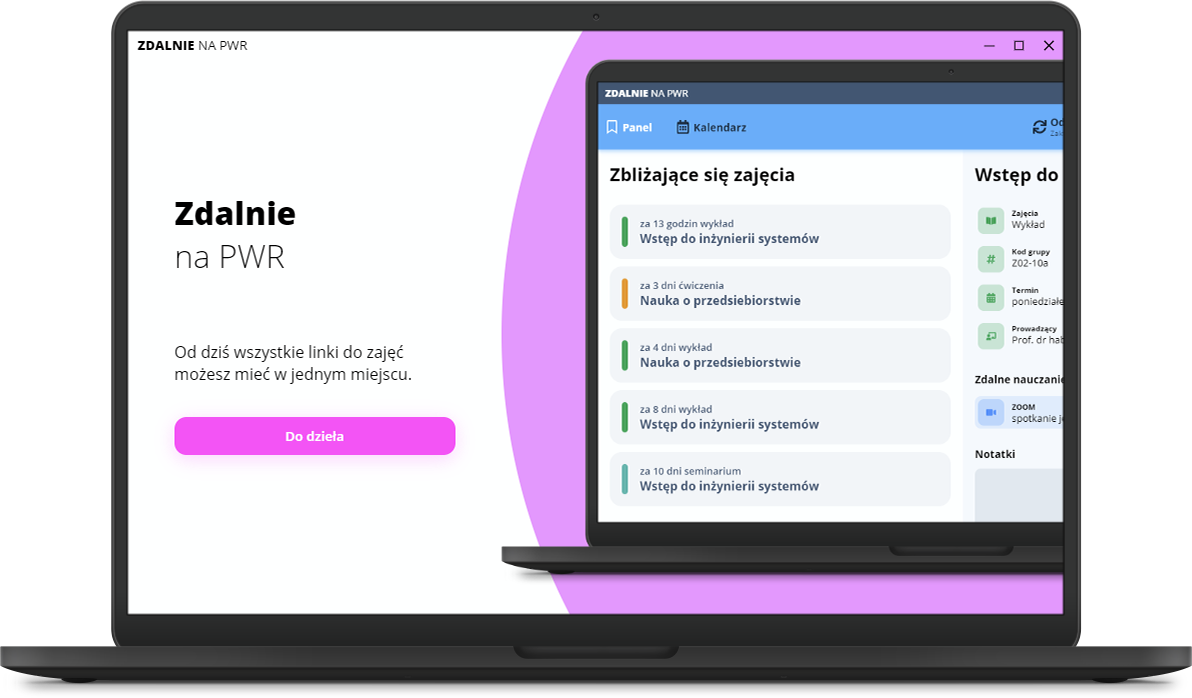 ZDALNIE NA PWR
Zdalnie
na PWR
Od dziś wszystkie linki do zajęć
możesz mieć w jednym miejscu.
Do dzieła
ZDALNIE NA PWR
Panel
Kalendarz
Zbliżające się zajęcia
za 13 godzin wykład
Wstęp do inżynierii systemów
za 3 dni ćwiczenia
Nauka o przedsiebiorstwie
za 4 dni wykład
Nauka o przedsiebiorstwie
za 8 dni wykład
Wstęp do inżynierii systemów
za 10 dni seminarium
Wstęp do inżynierii systemów
Wstęp do
Zajęcia
Wykład
Kod grupy
Z02-10a
Termin
poniedziałe
Prowadzący
Prof. dr hab
Zdalne nauczanie
ZOOM
spotkanie
Notatki